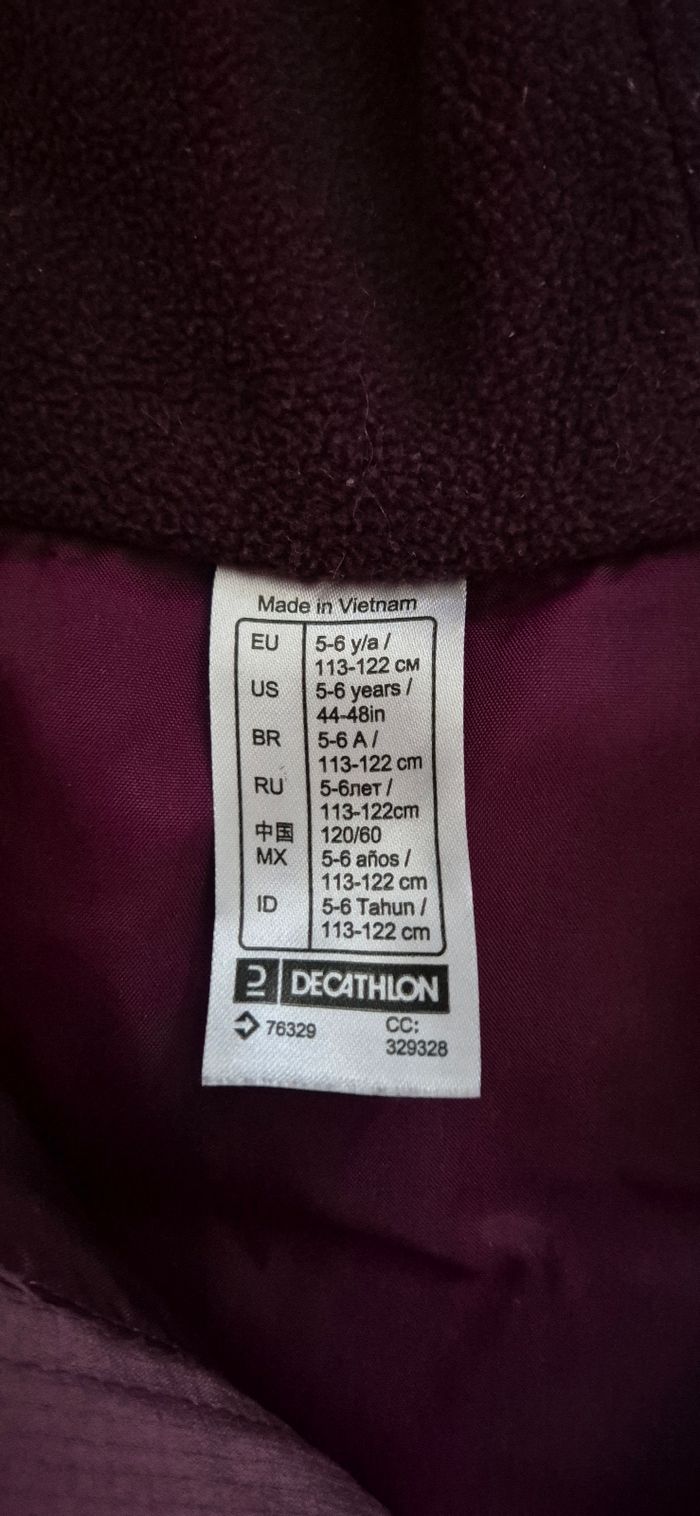 Made in Vietnam
EU 5-6 y/a /
113-122 CM
US 5-6 years /
44-48in
BR 5-6 A /
113-122 cm
RU 5-6лет /
113-122cm
中国 120/60
MX 5-6 años /
113-122 cm
ID 5-6 Tahun /
113-122 cm
DECATHLON
76329 CC:
329328